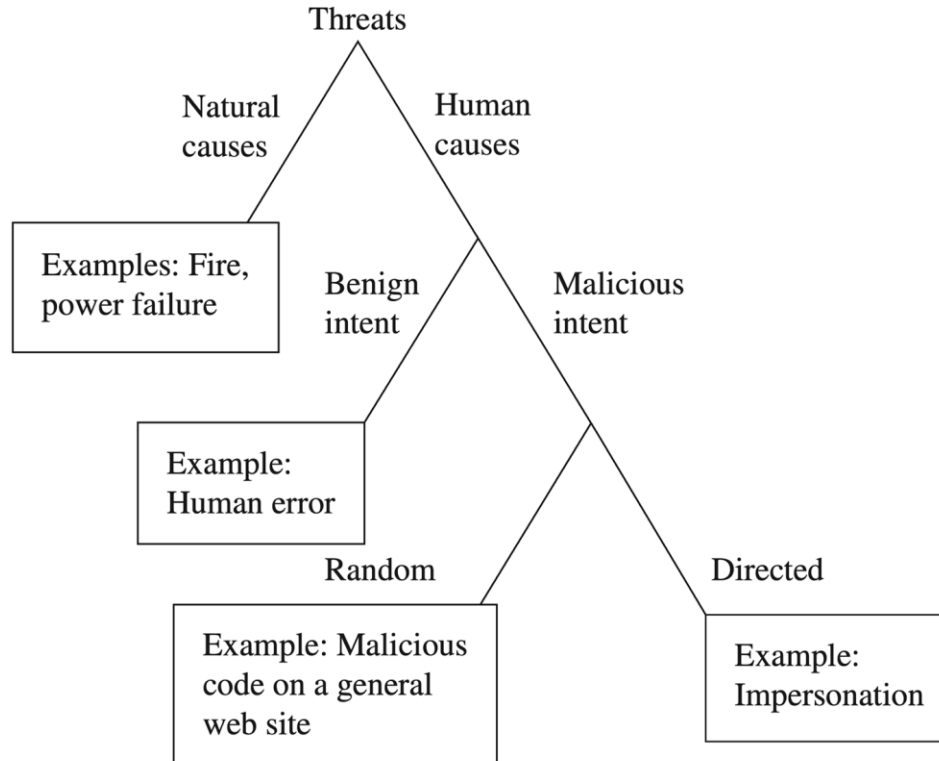 Threats
Natural
causes
Human
causes
Examples: Fire,
power failure
Benign
intent
Malicious
intent
Example:
Human error
Random
Directed
Example: Malicious
code on a general
web site
Example:
Impersonation